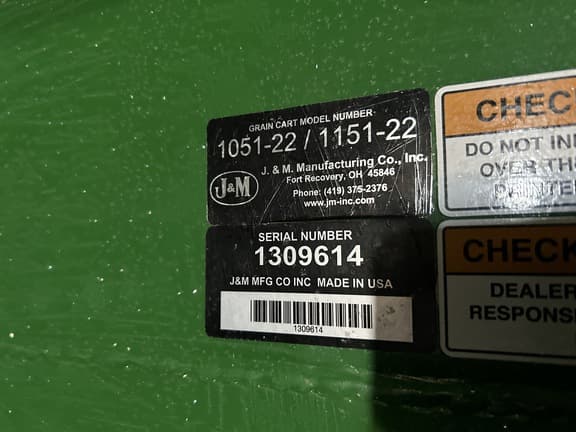 GRAIN CART MODEL NUMBER
1051-22 / 1151-22
J&M
J. & M. Manufacturing Co., Inc.
Fort Recovery, OH 45846
Phone: (419) 375-2376
www.jm-inc.com
SERIAL NUMBER
1309614
J&M MFG CO INC MADE IN USA
1309614
CHEC
DO NOT
OVER
CHECK
DEALER
RESPONS